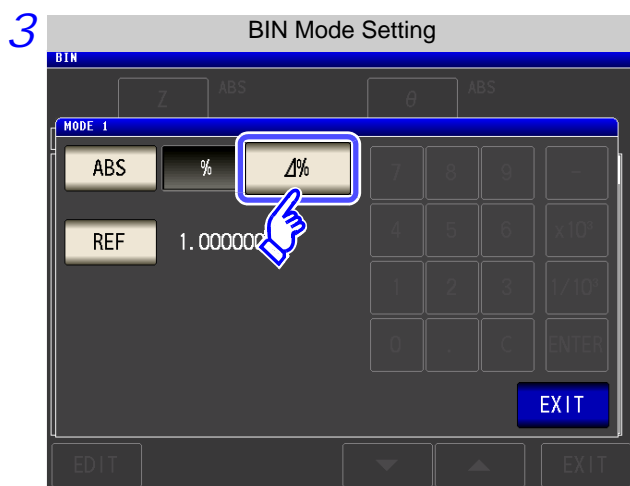 3
BIN Mode Setting
BIN
Z ABS θ ABS
MODE 1
ABS % Δ% 7 8 9 -
REF 1.000000 4 5 6 x10³
1 2 3 1/10³
0 . C ENTER
EXIT
EDIT ▼ ▲ EXIT